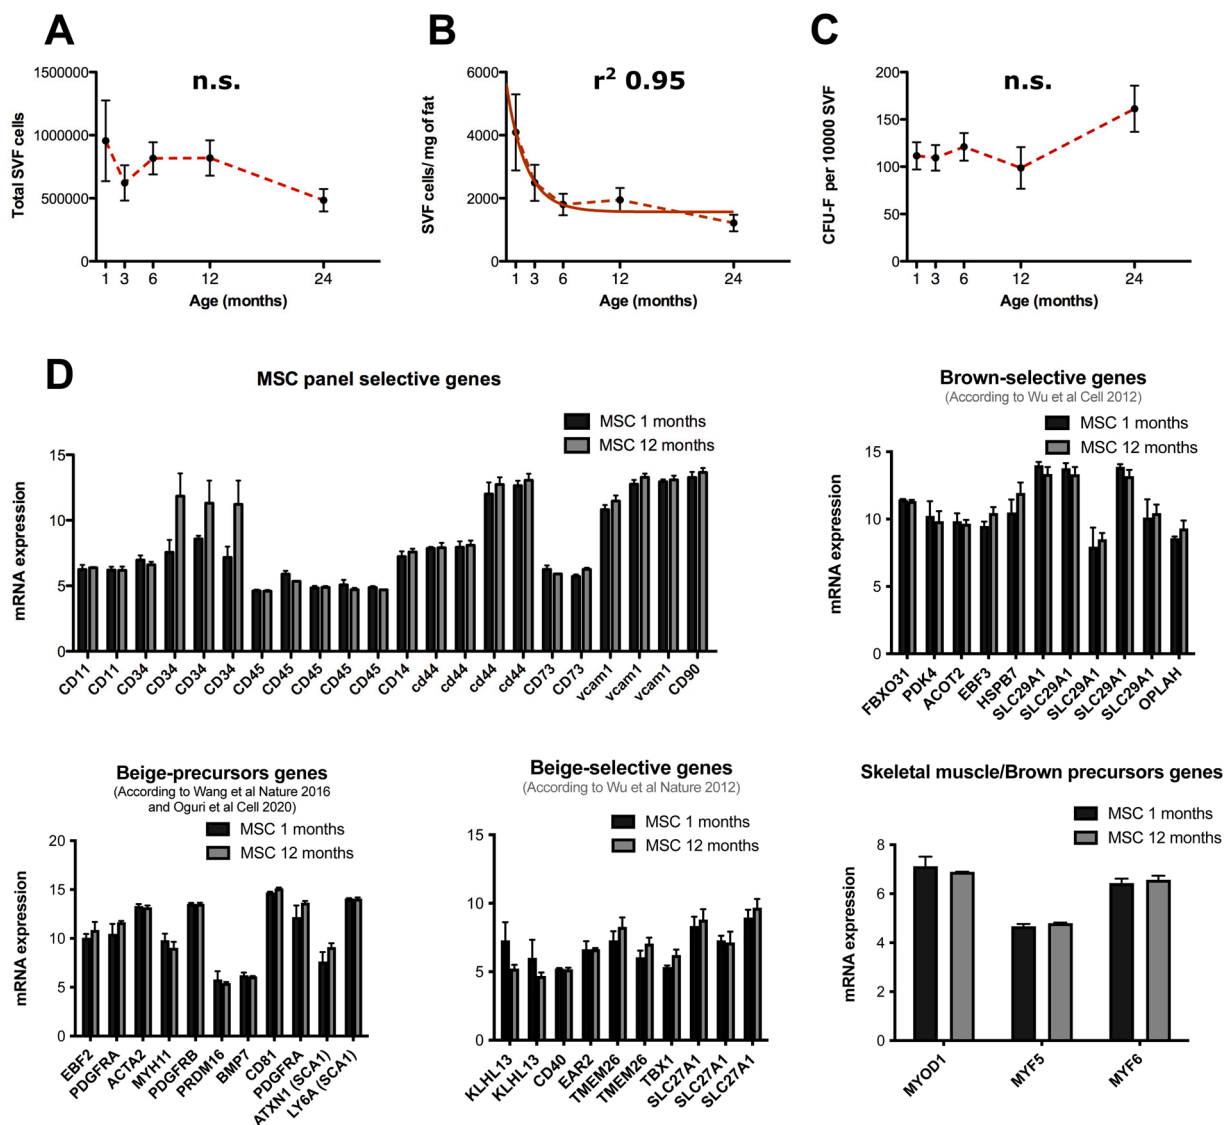 A
n.s.
Total SVF cells
1500000
1000000
500000
0
1 3 6 12 24
Age (months)
B
r² 0.95
SVF cells/ mg of fat
6000
4000
2000
0
1 3 6 12 24
Age (months)
C
n.s.
CFU-F per 10000 SVF
200
150
100
50
0
1 3 6 12 24
Age (months)
D
MSC panel selective genes
MSC 1 months
MSC 12 months
mRNA expression
15
10
5
0
CD11 CD11 CD34 CD34 CD34 CD34 CD45 CD45 CD45 CD45 CD45 CD14 cd44 cd44 cd44 cd44 CD73 CD73 vcam1 vcam1 vcam1 CD90
Brown-selective genes
(According to Wu et al Cell 2012)
MSC 1 months
MSC 12 months
mRNA expression
15
10
5
0
FBXO31 PDK4 ACOT2 EBF3 HSPB7 SLC29A1 SLC29A1 SLC29A1 SLC29A1 SLC29A1 OPLAH
Beige-precursors genes
(According to Wang et al Nature 2016
and Oguri et al Cell 2020)
MSC 1 months
MSC 12 months
mRNA expression
20
15
10
5
0
EBF2 PDGFRA ACTA2 MYH11 PDGFRB PRDM16 BMP7 CD81 PDGFRA ATXN1 (SCA1) LY6A (SCA1)
Beige-selective genes
(According to Wu et al Nature 2012)
MSC 1 months
MSC 12 months
mRNA expression
15
10
5
0
KLHL13 KLHL13 CD40 EAR2 TMEM26 TMEM26 TBX1 SLC27A1 SLC27A1 SLC27A1
Skeletal muscle/Brown precursors genes
MSC 1 months
MSC 12 months
mRNA expression
8
6
4
2
0
MYOD1 MYF5 MYF6